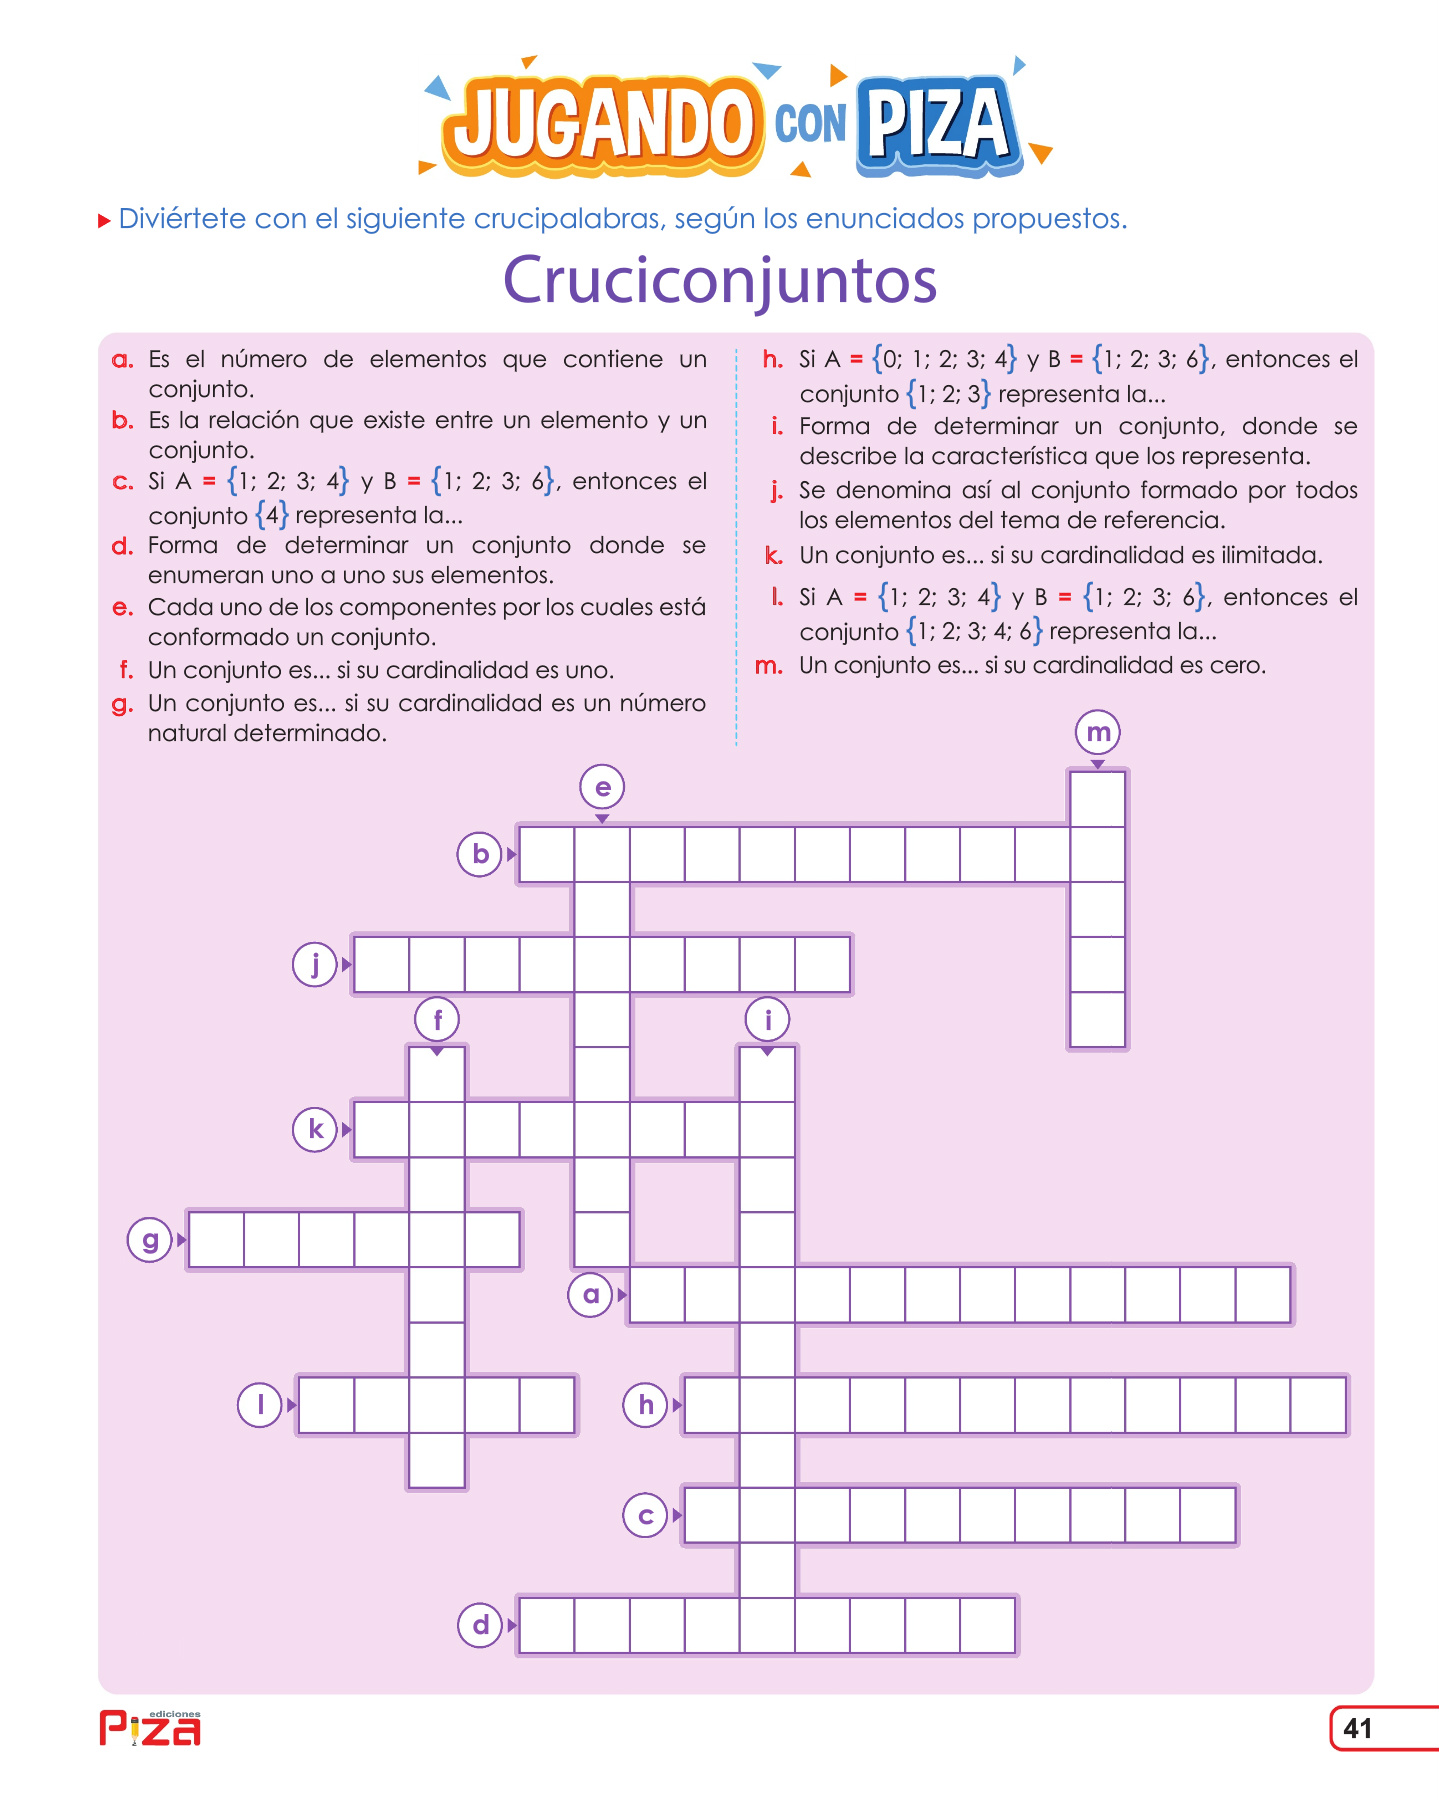 JUGANDO CON PIZA
Diviértete con el siguiente crucipalabras, según los enunciados propuestos.
Cruciconjuntos
a. Es el número de elementos que contiene un
conjunto.
b. Es la relación que existe entre un elemento y un
conjunto.
c. Si A = {1; 2; 3; 4} y B = {1; 2; 3; 6}, entonces el
conjunto {4} representa la...
d. Forma de determinar un conjunto donde se
enumeran uno a uno sus elementos.
e. Cada uno de los componentes por los cuales está
conformado un conjunto.
f. Un conjunto es... si su cardinalidad es uno.
g. Un conjunto es... si su cardinalidad es un número
natural determinado.
h. Si A = {0; 1; 2; 3; 4} y B = {1; 2; 3; 6}, entonces el
conjunto {1; 2; 3} representa la...
i. Forma de determinar un conjunto, donde se
describe la característica que los representa.
j. Se denomina así al conjunto formado por todos
los elementos del tema de referencia.
k. Un conjunto es... si su cardinalidad es ilimitada.
l. Si A = {1; 2; 3; 4} y B = {1; 2; 3; 6}, entonces el
conjunto {1; 2; 3; 4; 6} representa la...
m. Un conjunto es... si su cardinalidad es cero.
m
e
b
j
f
i
k
g
a
l
h
c
d
ediciones
Piza
41